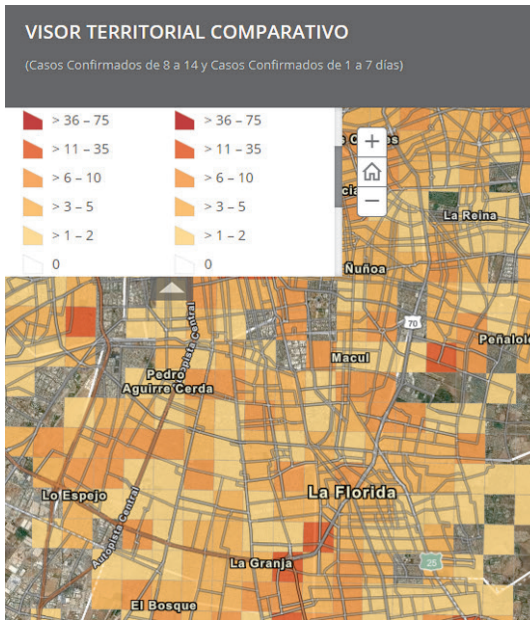 VISOR TERRITORIAL COMPARATIVO
(Casos Confirmados de 8 a 14 y Casos Confirmados de 1 a 7 días)
> 36 – 75 > 36 – 75
> 11 – 35 > 11 – 35
> 6 – 10 > 6 – 10
> 3 – 5 > 3 – 5
> 1 – 2 > 1 – 2
0 0
+
−
La Reina
Ñuñoa
70
Macul
Pedro
Aguirre Cerda
Autopista Central
Lo Espejo
La Florida
Autopista Central
La Granja
25
El Bosque